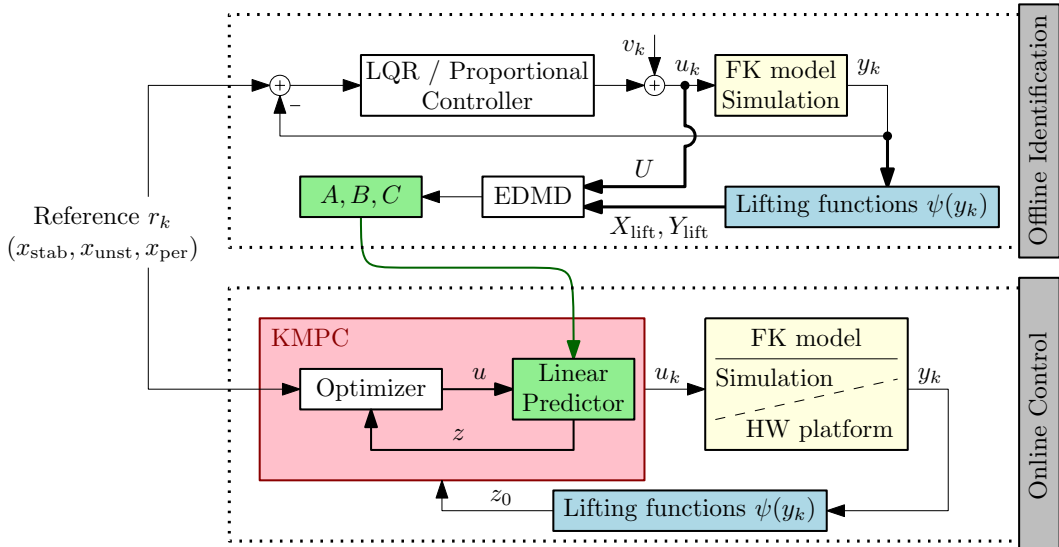 v_k
LQR / Proportional
Controller
+
+
–
u_k
FK model
Simulation
y_k
U
A, B, C
EDMD
X_lift, Y_lift
Lifting functions ψ(y_k)
Offline Identification
Reference r_k
(x_stab, x_unst, x_per)
KMPC
Optimizer
u
Linear
Predictor
z
u_k
FK model
Simulation
HW platform
y_k
z_0
Lifting functions ψ(y_k)
Online Control